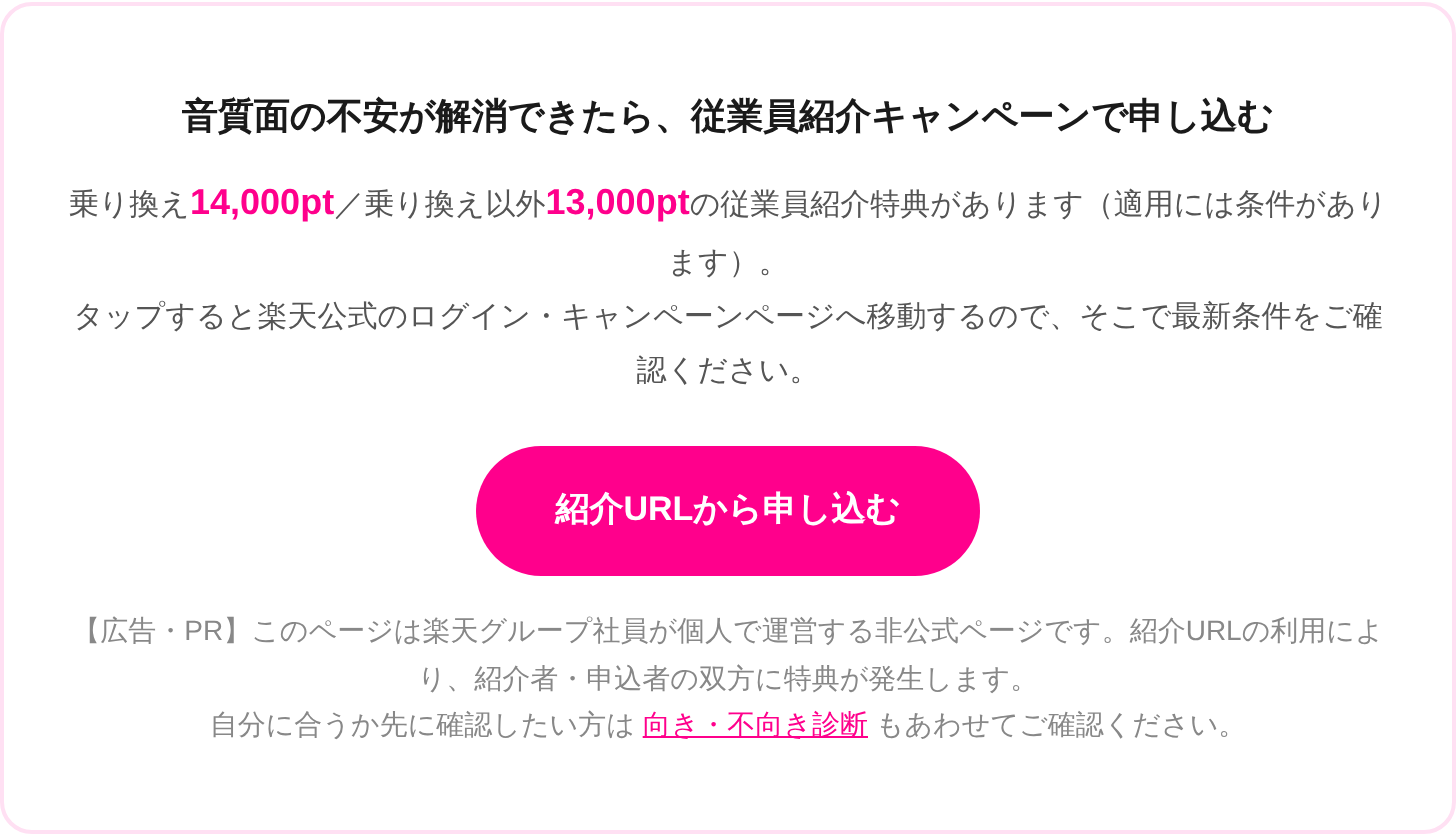 音質面の不安が解消できたら、従業員紹介キャンペーンで申し込む
乗り換え14,000pt／乗り換え以外13,000ptの従業員紹介特典があります（適用には条件があり
ます）。
タップすると楽天公式のログイン・キャンペーンページへ移動するので、そこで最新条件をご確
認ください。
紹介URLから申し込む
【広告・PR】このページは楽天グループ社員が個人で運営する非公式ページです。紹介URLの利用によ
り、紹介者・申込者の双方に特典が発生します。
自分に合うか先に確認したい方は 向き・不向き診断 もあわせてご確認ください。